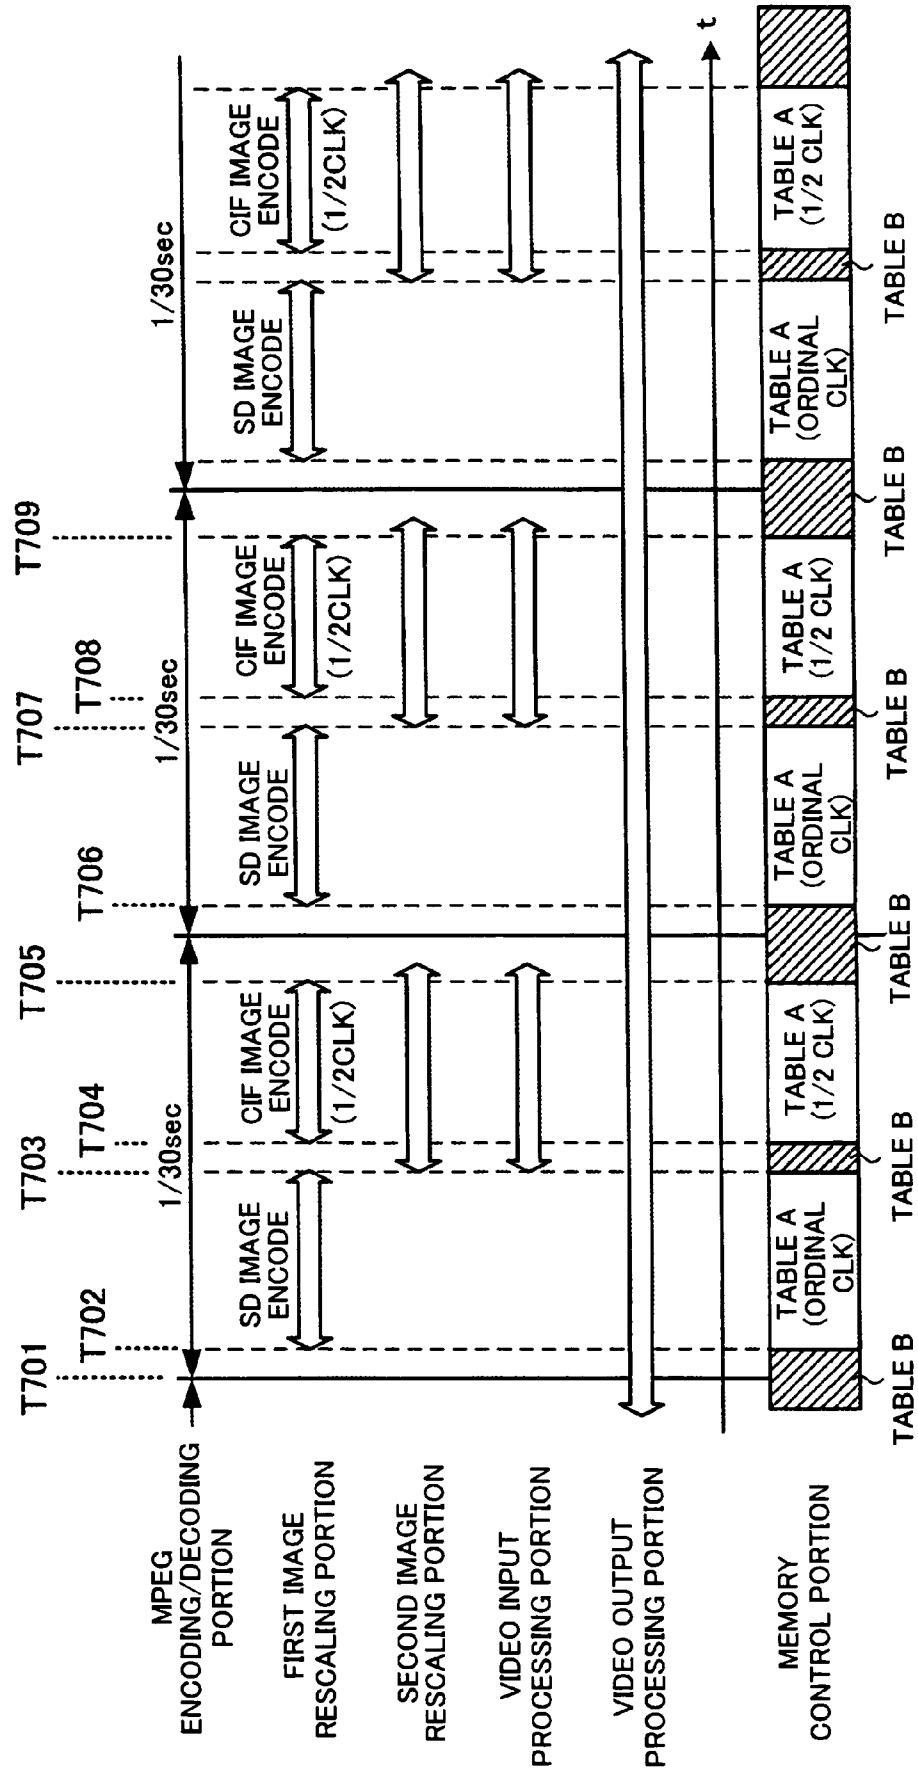 T701
T702
T703
T704
T705
T706
T707
T708
T709
MPEG
ENCODING/DECODING
PORTION
1/30sec
1/30sec
1/30sec
FIRST IMAGE
RESCALING PORTION
SD IMAGE
ENCODE
CIF IMAGE
ENCODE
(1/2CLK)
SD IMAGE
ENCODE
CIF IMAGE
ENCODE
(1/2CLK)
SD IMAGE
ENCODE
CIF IMAGE
ENCODE
(1/2CLK)
SECOND IMAGE
RESCALING PORTION
VIDEO INPUT
PROCESSING PORTION
VIDEO OUTPUT
PROCESSING PORTION
t
MEMORY
CONTROL PORTION
TABLE A
(ORDINAL
CLK)
TABLE A
(1/2 CLK)
TABLE A
(ORDINAL
CLK)
TABLE A
(1/2 CLK)
TABLE A
(ORDINAL
CLK)
TABLE A
(1/2 CLK)
TABLE B
TABLE B
TABLE B
TABLE B
TABLE B
TABLE B